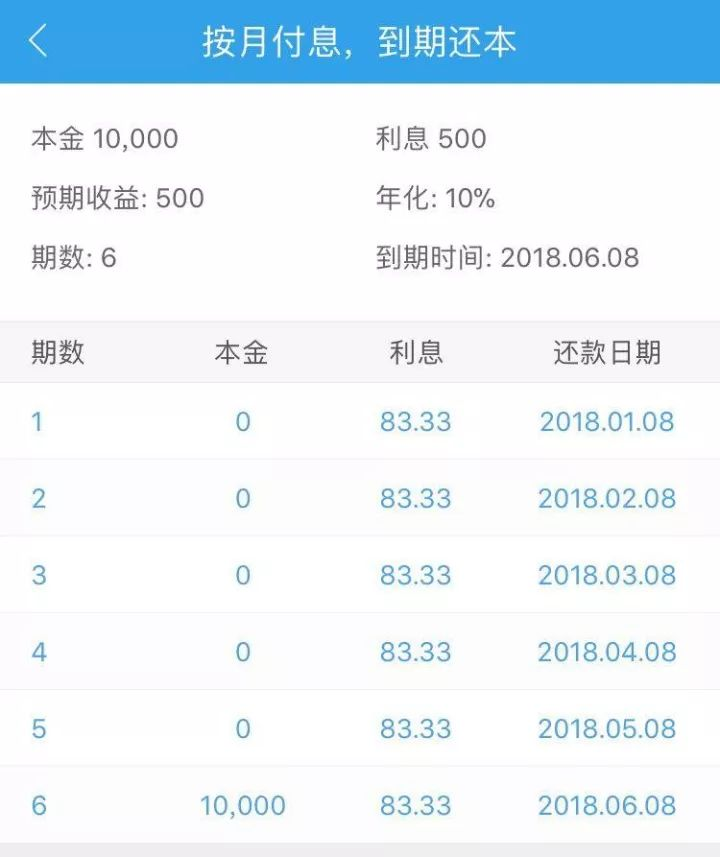 按月付息，到期还本
本金 10,000 利息 500
预期收益: 500 年化: 10%
期数: 6 到期时间: 2018.06.08
期数 本金 利息 还款日期
1 0 83.33 2018.01.08
2 0 83.33 2018.02.08
3 0 83.33 2018.03.08
4 0 83.33 2018.04.08
5 0 83.33 2018.05.08
6 10,000 83.33 2018.06.08